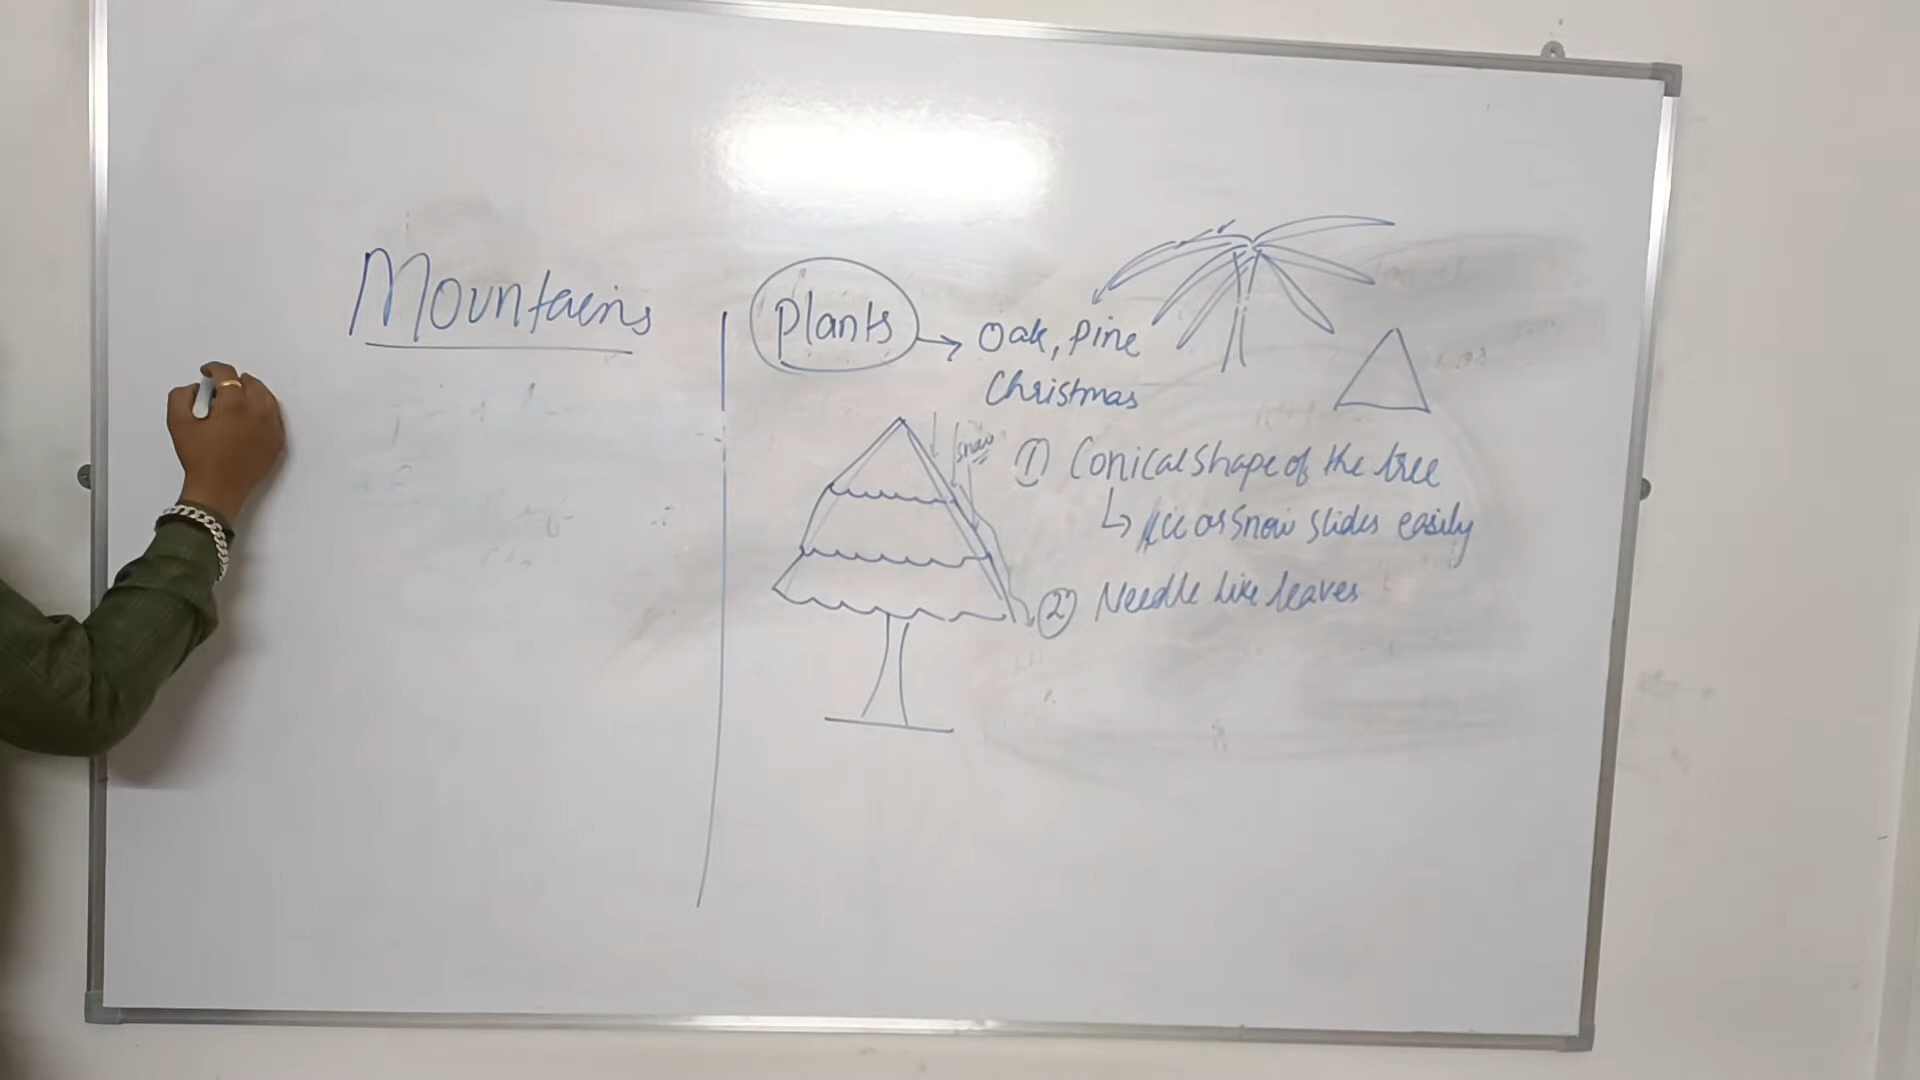 Mountains
Plants → Oak, Pine
Christmas
snow
① Conical shape of the tree
↳ Ice or snow slides easily
② Needle like leaves